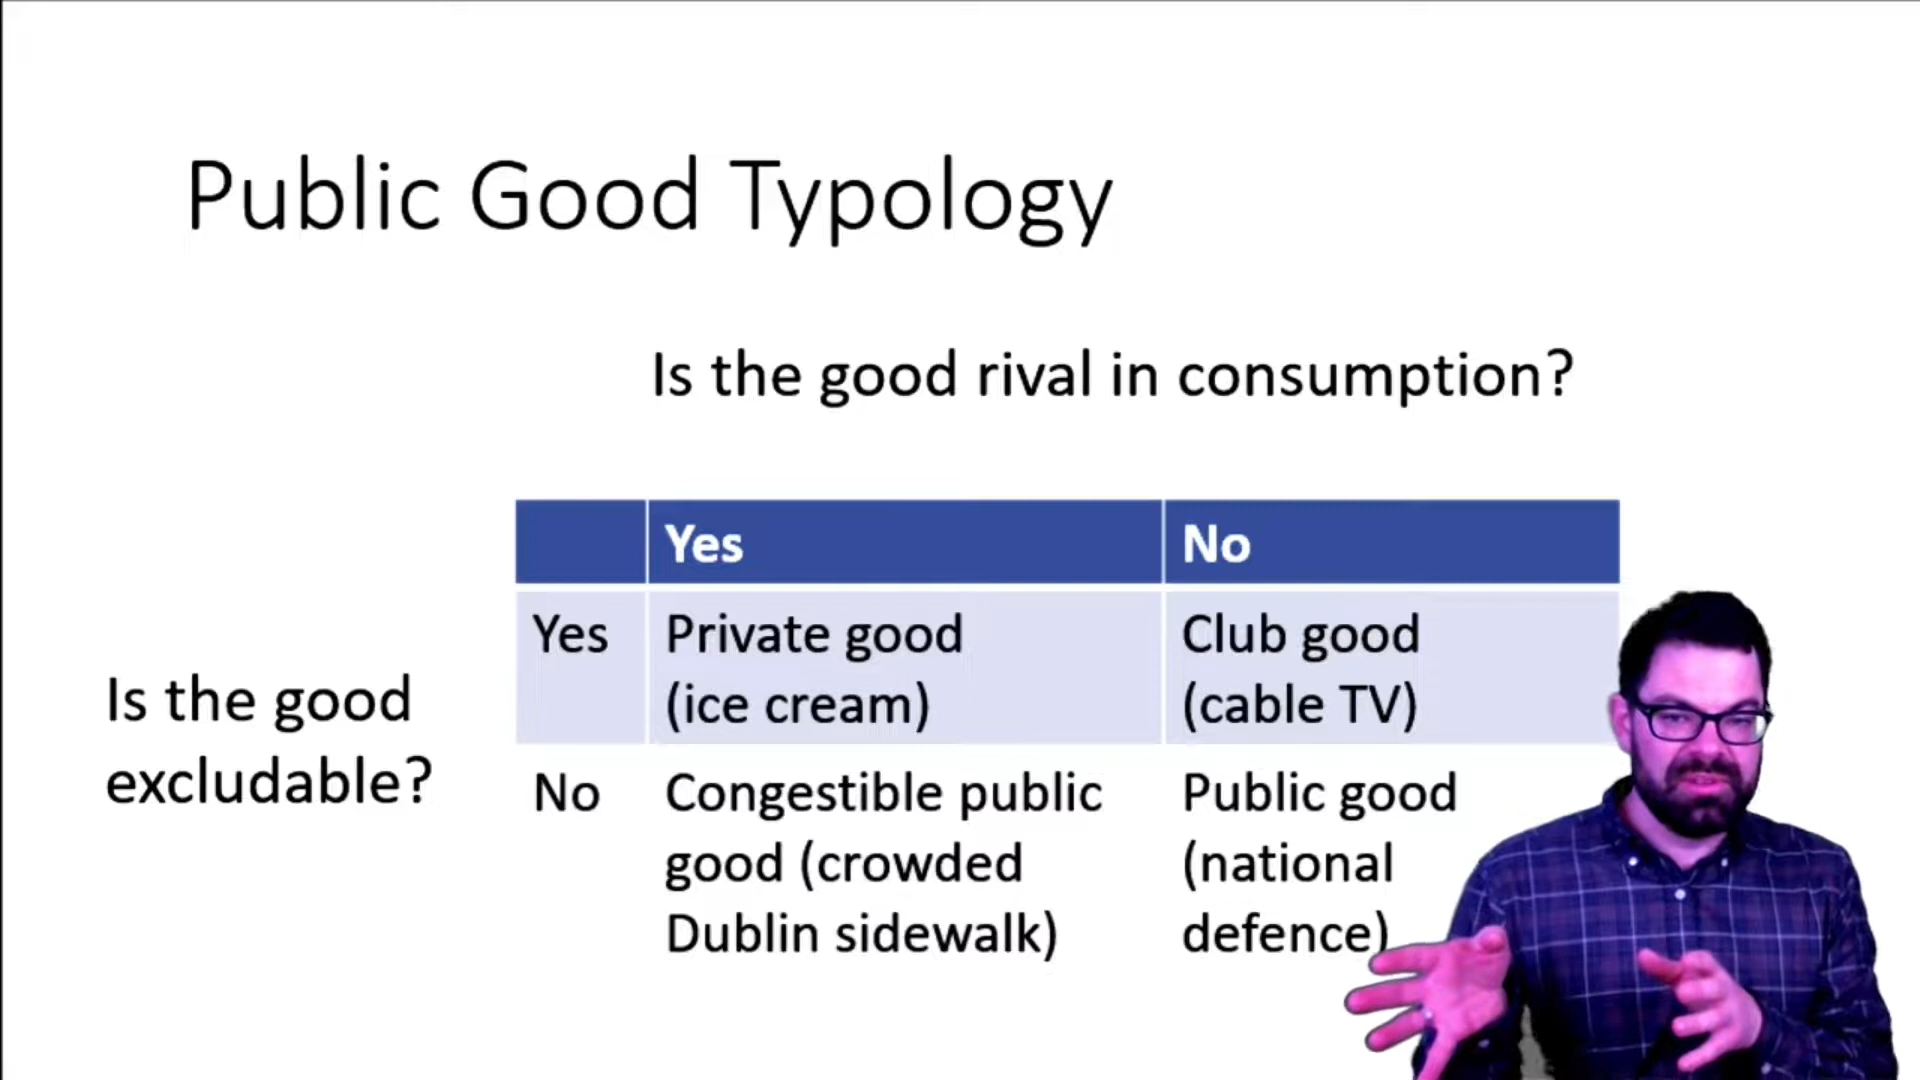 Public Good Typology
Is the good rival in consumption?
Yes
No
Is the good
excludable?
Yes
Private good
(ice cream)
Club good
(cable TV)
No
Congestible public
good (crowded
Dublin sidewalk)
Public good
(national
defence)